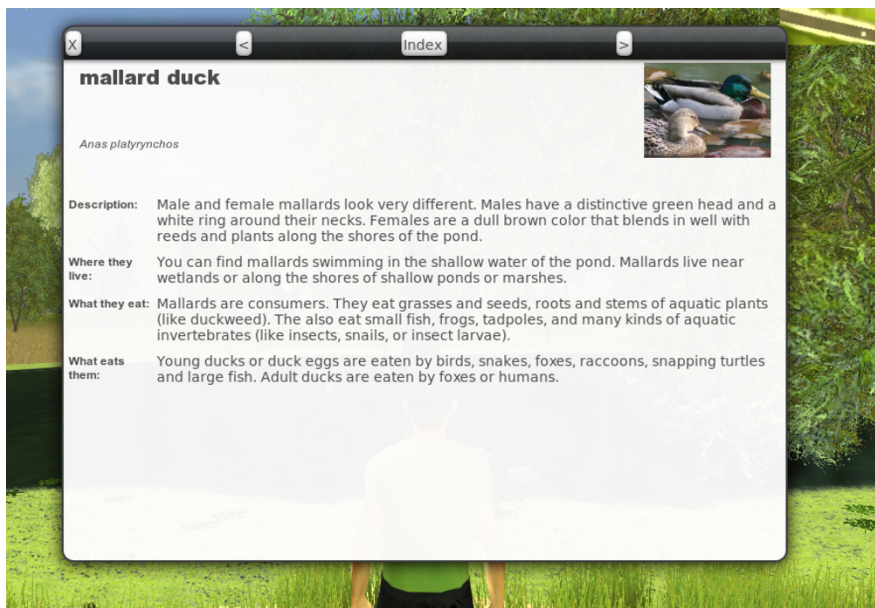 X
<
Index
>
mallard duck
Anas platyrynchos
Description:
Male and female mallards look very different. Males have a distinctive green head and a
white ring around their necks. Females are a dull brown color that blends in well with
reeds and plants along the shores of the pond.
Where they
live:
You can find mallards swimming in the shallow water of the pond. Mallards live near
wetlands or along the shores of shallow ponds or marshes.
What they eat:
Mallards are consumers. They eat grasses and seeds, roots and stems of aquatic plants
(like duckweed). The also eat small fish, frogs, tadpoles, and many kinds of aquatic
invertebrates (like insects, snails, or insect larvae).
What eats
them:
Young ducks or duck eggs are eaten by birds, snakes, foxes, raccoons, snapping turtles
and large fish. Adult ducks are eaten by foxes or humans.